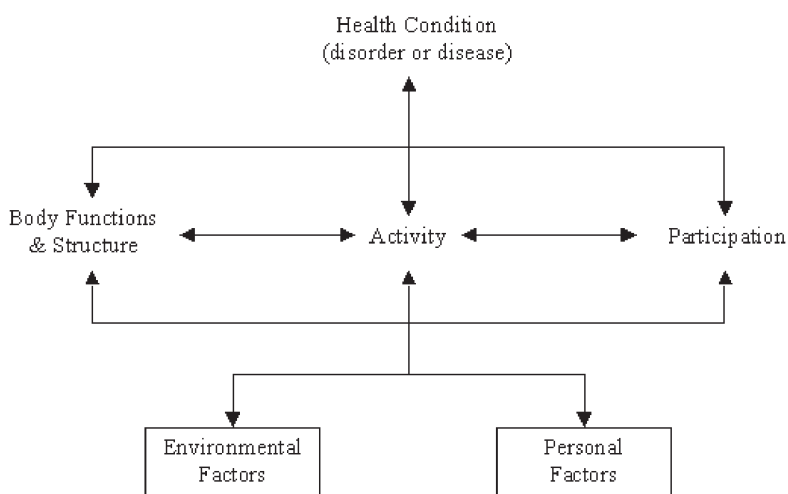 Health Condition
(disorder or disease)
Body Functions
& Structure
Activity
Participation
Environmental
Factors
Personal
Factors